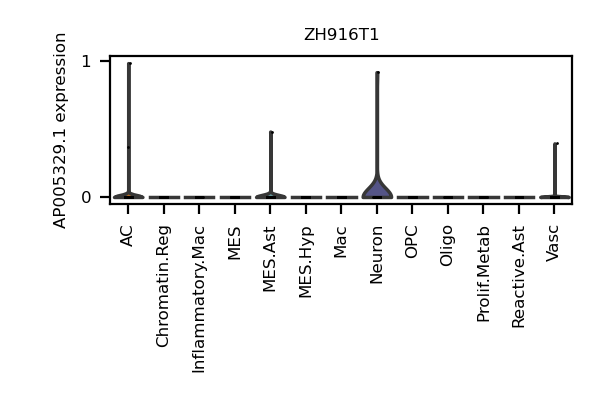 ZH916T1
AP005329.1 expression
1
0
AC
Chromatin.Reg
Inflammatory.Mac
MES
MES.Ast
MES.Hyp
Mac
Neuron
OPC
Oligo
Prolif.Metab
Reactive.Ast
Vasc